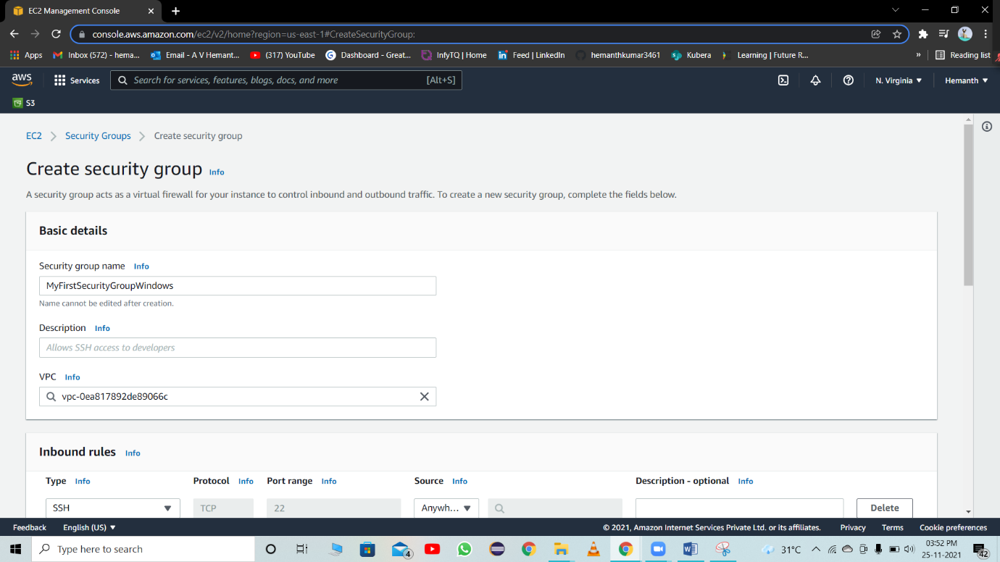 EC2 Management Console
console.aws.amazon.com/ec2/v2/home?region=us-east-1#CreateSecurityGroup:
Apps Inbox (572) - hema... Email - A V Hemant... (317) YouTube Dashboard - Great... InfyTQ | Home Feed | LinkedIn hemanthkumar3461 Kubera Learning | Future R... » Reading list
aws Services Search for services, features, blogs, docs, and more [Alt+S] N. Virginia Hemanth
S3
EC2 Security Groups Create security group
Create security group Info
A security group acts as a virtual firewall for your instance to control inbound and outbound traffic. To create a new security group, complete the fields below.
Basic details
Security group name Info
MyFirstSecurityGroupWindows
Name cannot be edited after creation.
Description Info
Allows SSH access to developers
VPC Info
vpc-0ea817892de89066c
Inbound rules Info
Type Info Protocol Info Port range Info Source Info Description - optional Info
SSH TCP 22 Anywh... Delete
Feedback English (US) © 2021, Amazon Internet Services Private Ltd. or its affiliates. Privacy Terms Cookie preferences
Type here to search 4 31°C 03:52 PM
25-11-2021 42